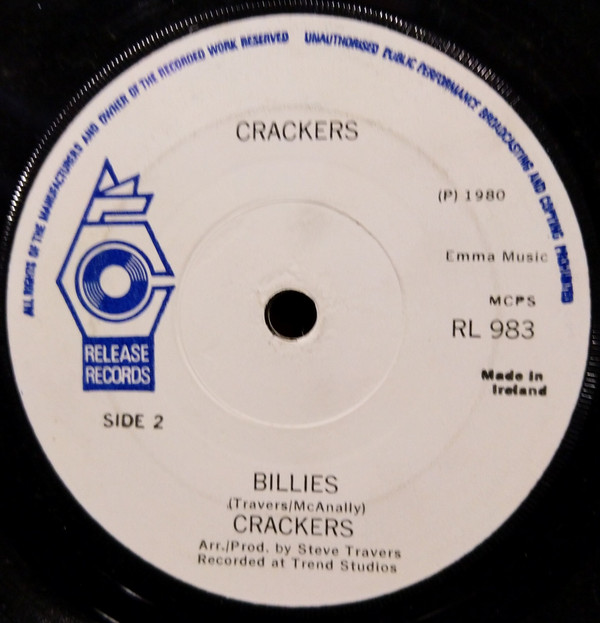 ALL RIGHTS OF THE MANUFACTURERS AND OWNER OF THE RECORDED WORK RESERVED UNAUTHORISED PUBLIC PERFORMANCE BROADCASTING AND COPYING PROHIBITED
CRACKERS
(P) 1980
Emma Music
MCPS
RL 983
Made in
Ireland
RELEASE
RECORDS
SIDE 2
BILLIES
(Travers/McAnally)
CRACKERS
Arr./Prod. by Steve Travers
Recorded at Trend Studios